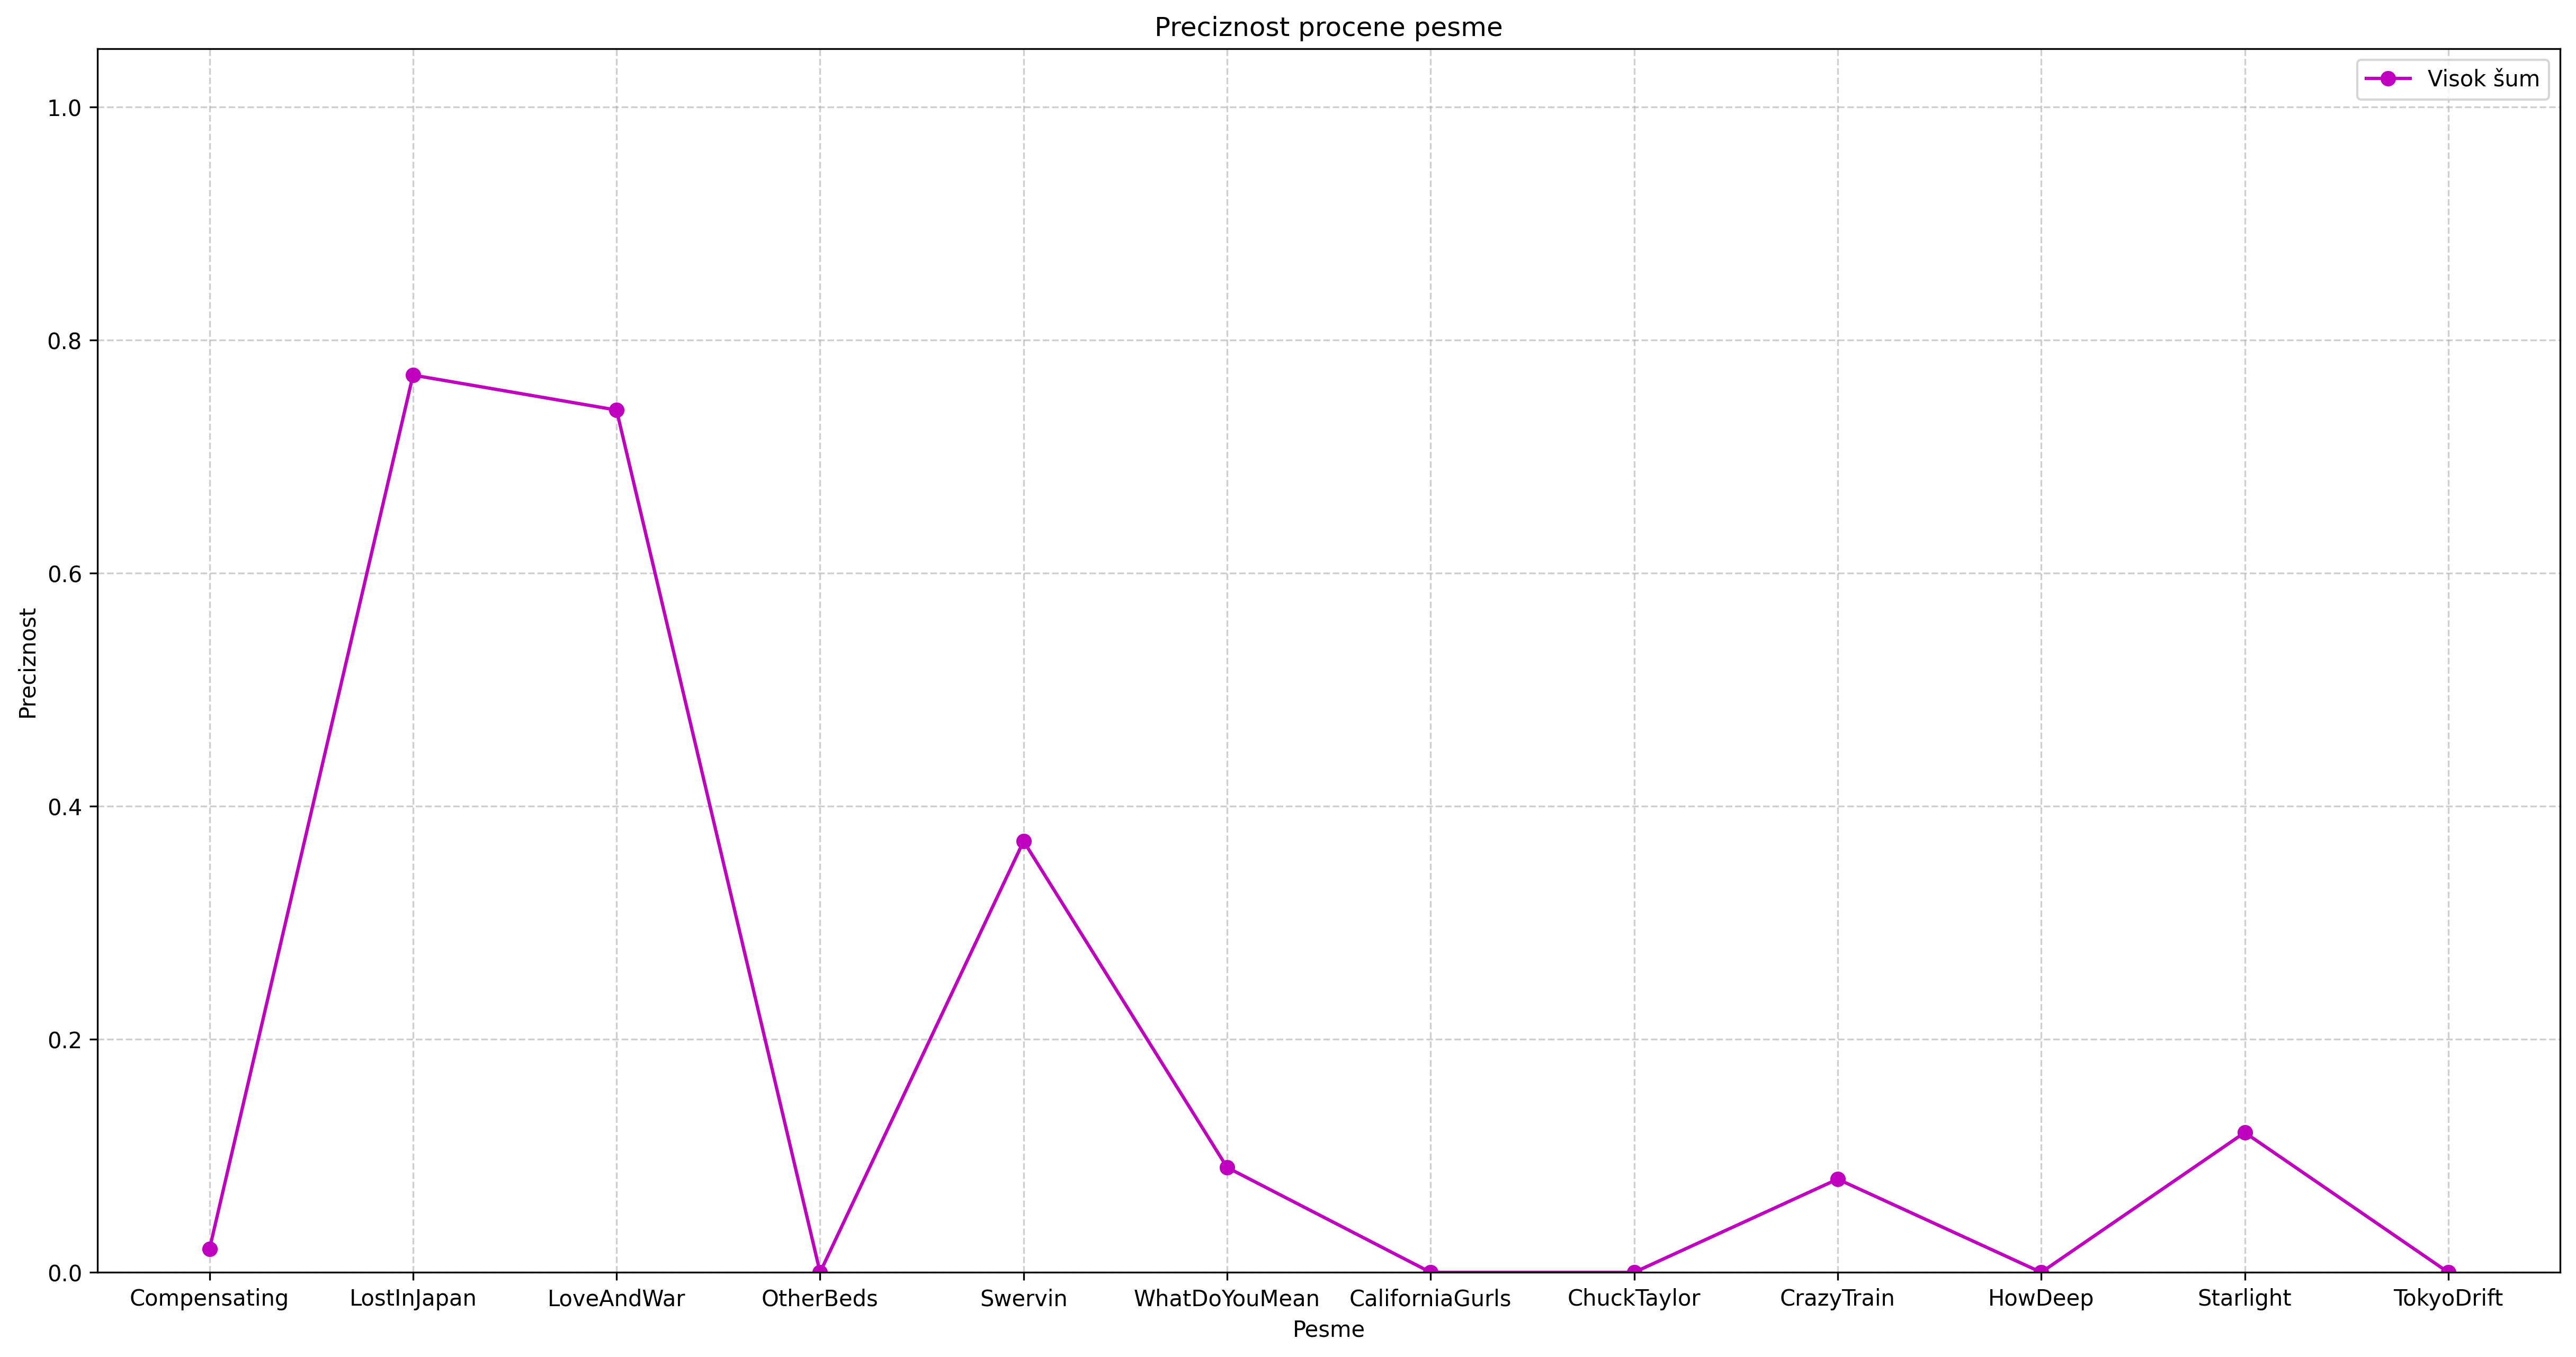 Preciznost procene pesme
Visok šum
Preciznost
1.0
0.8
0.6
0.4
0.2
0.0
Compensating LostInJapan LoveAndWar OtherBeds Swervin WhatDoYouMean CaliforniaGurls ChuckTaylor CrazyTrain HowDeep Starlight TokyoDrift
Pesme